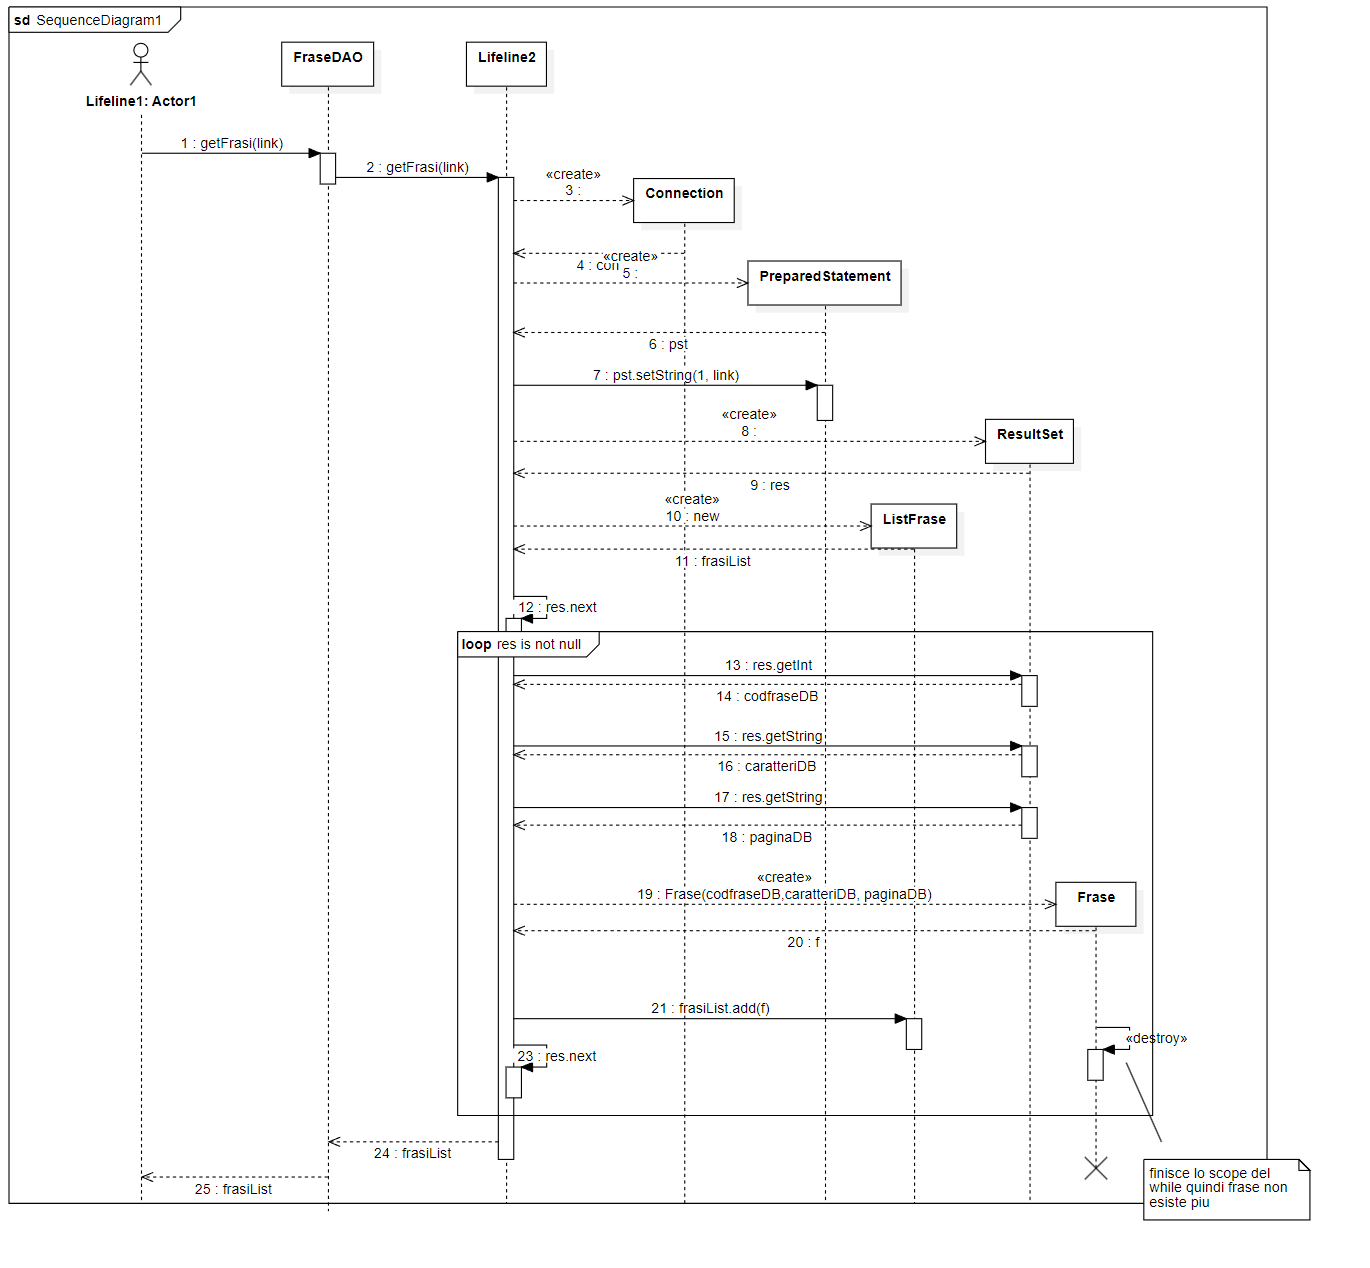 sd SequenceDiagram1
FraseDAO
Lifeline2
Lifeline1: Actor1
1 : getFrasi(link)
2 : getFrasi(link)
«create»
3 :
Connection
4 : con
«create»
5 :
PreparedStatement
6 : pst
7 : pst.setString(1, link)
«create»
8 :
ResultSet
9 : res
«create»
10 : new
ListFrase
11 : frasiList
12 : res.next
loop res is not null
13 : res.getInt
14 : codfraseDB
15 : res.getString
16 : caratteriDB
17 : res.getString
18 : paginaDB
«create»
19 : Frase(codfraseDB,caratteriDB, paginaDB)
Frase
20 : f
21 : frasiList.add(f)
«destroy»
23 : res.next
24 : frasiList
25 : frasiList
finisce lo scope del
while quindi frase non
esiste piu